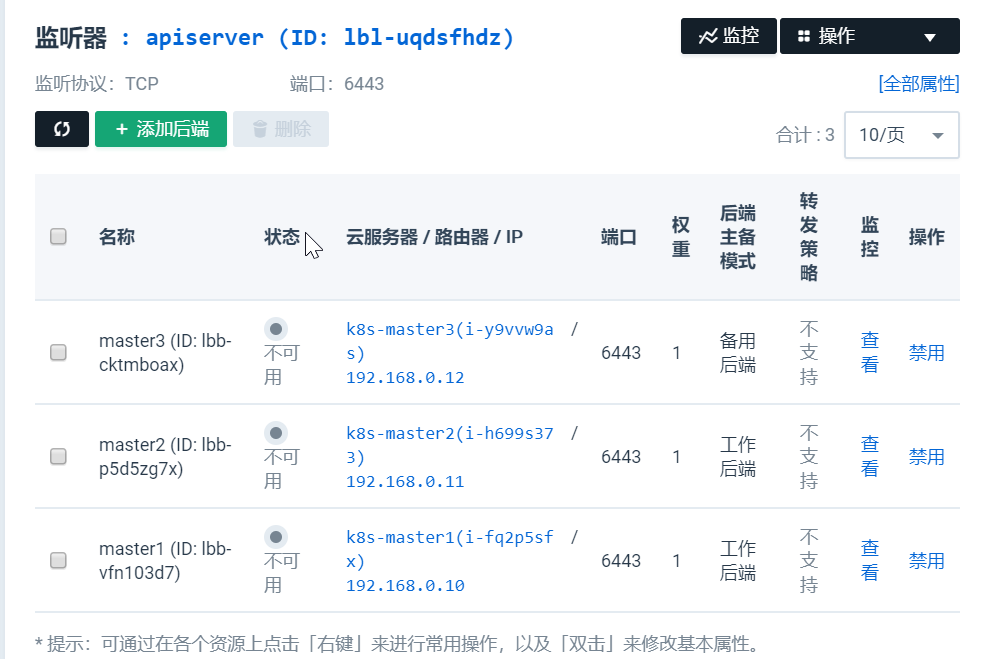 监听器 : apiserver (ID: lbl-uqdsfhdz)
监控
操作
监听协议： TCP
端口： 6443
[全部属性]
+ 添加后端
删除
合计 : 3
10/页
名称
状态
云服务器 / 路由器 / IP
端口
权
重
后端
主备
模式
转
发
策
略
监
控
操作
master3 (ID: lbb-
cktmboax)
不可
用
k8s-master3(i-y9vvw9a /
s)
192.168.0.12
6443
1
备用
后端
不
支
持
查
看
禁用
master2 (ID: lbb-
p5d5zg7x)
不可
用
k8s-master2(i-h699s37 /
3)
192.168.0.11
6443
1
工作
后端
不
支
持
查
看
禁用
master1 (ID: lbb-
vfn103d7)
不可
用
k8s-master1(i-fq2p5sf /
x)
192.168.0.10
6443
1
工作
后端
不
支
持
查
看
禁用
* 提示：可通过在各个资源上点击「右键」来进行常用操作，以及「双击」来修改基本属性。